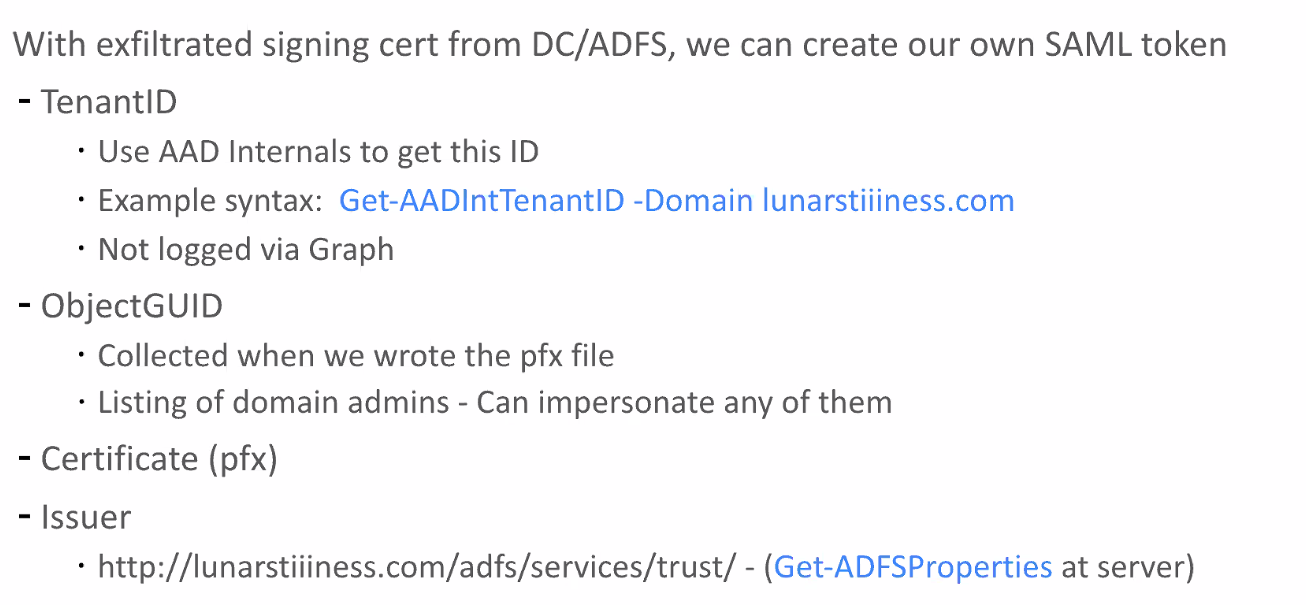 With exfiltrated signing cert from DC/ADFS, we can create our own SAML token
- TenantID
· Use AAD Internals to get this ID
· Example syntax: Get-AADIntTenantID -Domain lunarstiiiness.com
· Not logged via Graph
- ObjectGUID
· Collected when we wrote the pfx file
· Listing of domain admins - Can impersonate any of them
- Certificate (pfx)
- Issuer
· http://lunarstiiiness.com/adfs/services/trust/ - (Get-ADFSProperties at server)